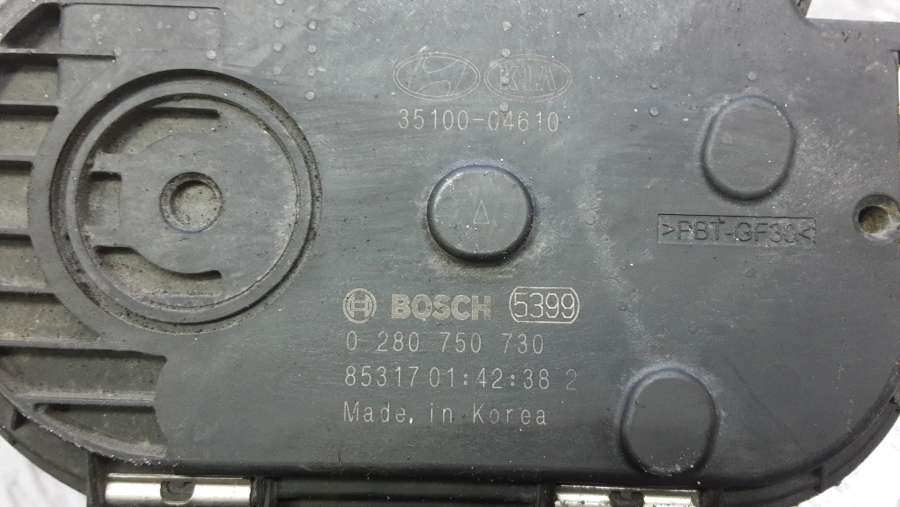 KIA
35100-04610
>PBT-GF30<
BOSCH 5399
0 280 750 730
85317 01:42:38 2
Made in Korea